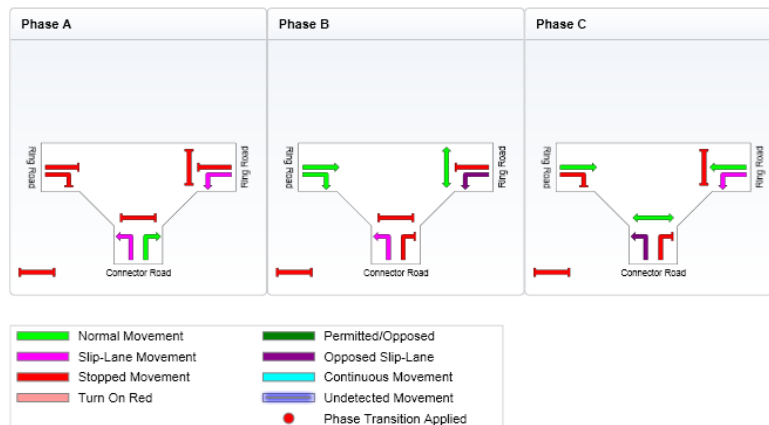 Phase A
Phase B
Phase C
Ring Road
Ring Road
Connector Road
Ring Road
Ring Road
Connector Road
Ring Road
Ring Road
Connector Road
Normal Movement
Permitted/Opposed
Slip-Lane Movement
Opposed Slip-Lane
Stopped Movement
Continuous Movement
Turn On Red
Undetected Movement
Phase Transition Applied